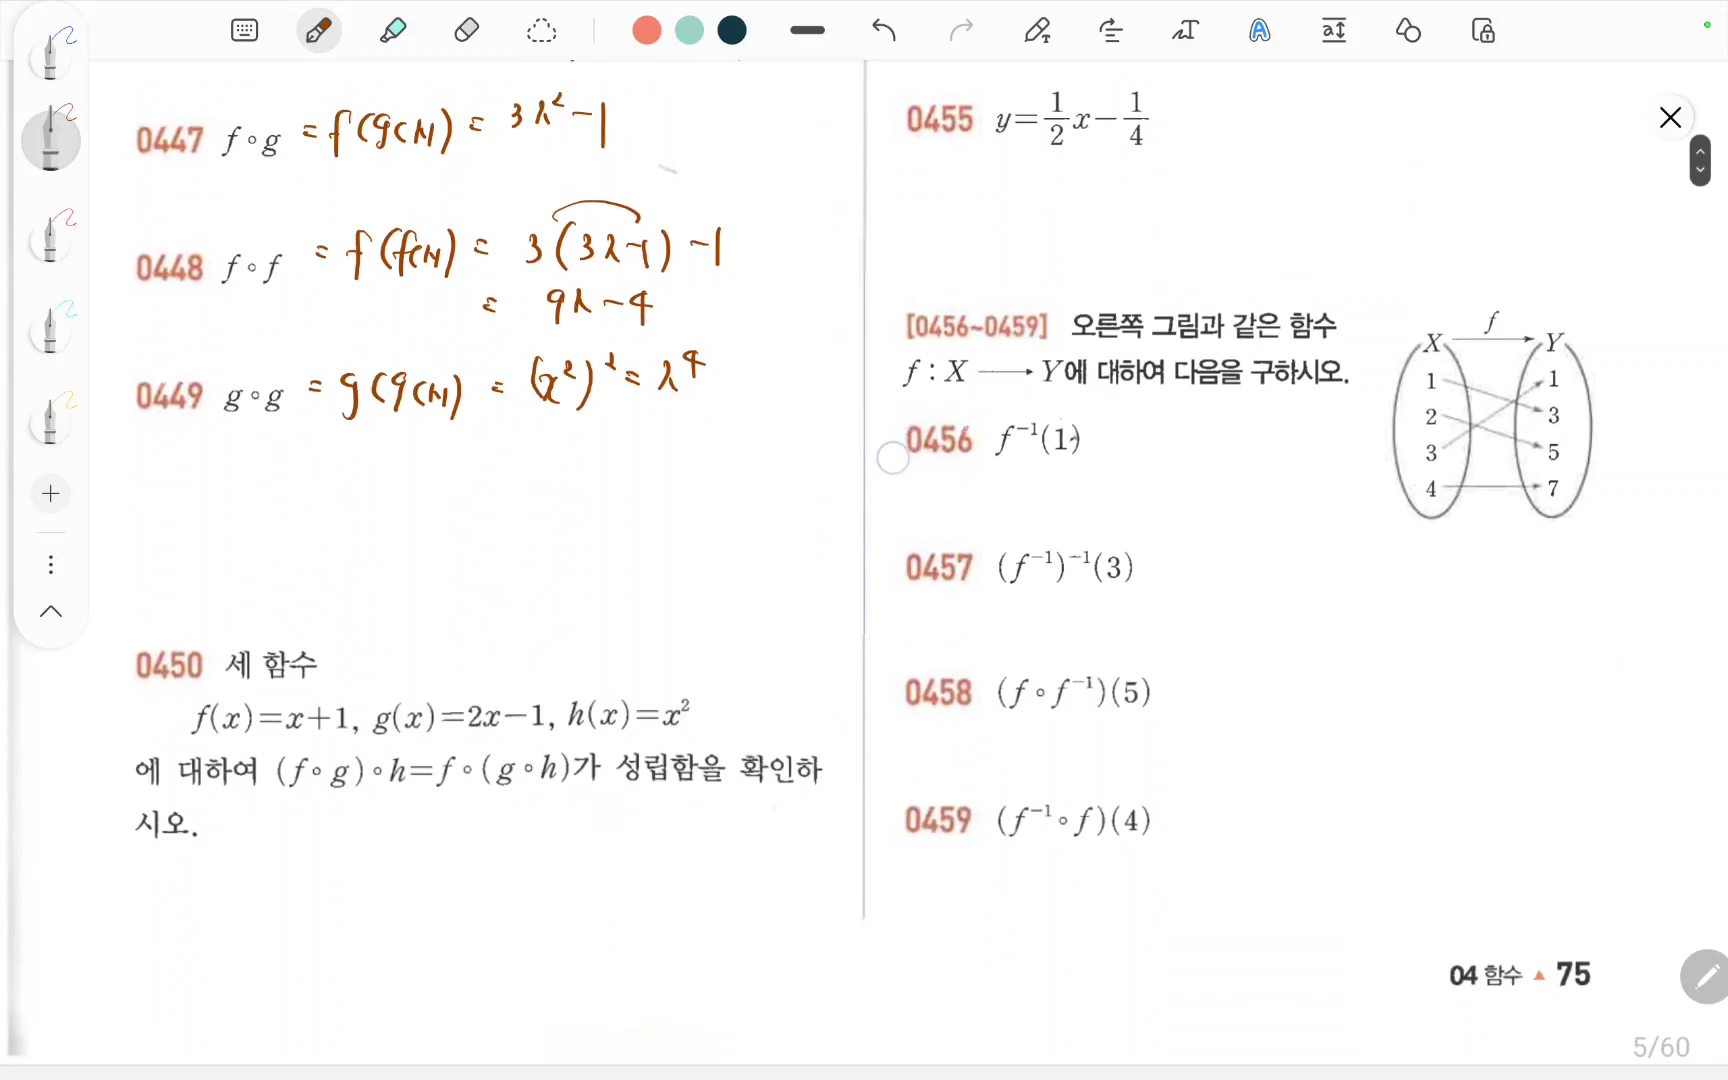 0447 f∘g = f(g(x)) = 3x² - 1
0448 f∘f = f(f(x)) = 3(3x-1) - 1
= 9x - 4
0449 g∘g = g(g(x)) = (x²)² = x⁴
0450 세 함수
f(x)=x+1, g(x)=2x-1, h(x)=x²
에 대하여 (f∘g)∘h=f∘(g∘h)가 성립함을 확인하
시오.
0455 y=1/2x-1/4
[0456~0459] 오른쪽 그림과 같은 함수
f : X → Y에 대하여 다음을 구하시오.
X f Y
1 1
2 3
3 5
4 7
0456 f⁻¹(1)
0457 (f⁻¹)⁻¹(3)
0458 (f∘f⁻¹)(5)
0459 (f⁻¹∘f)(4)
04 함수 ▲ 75
5/60